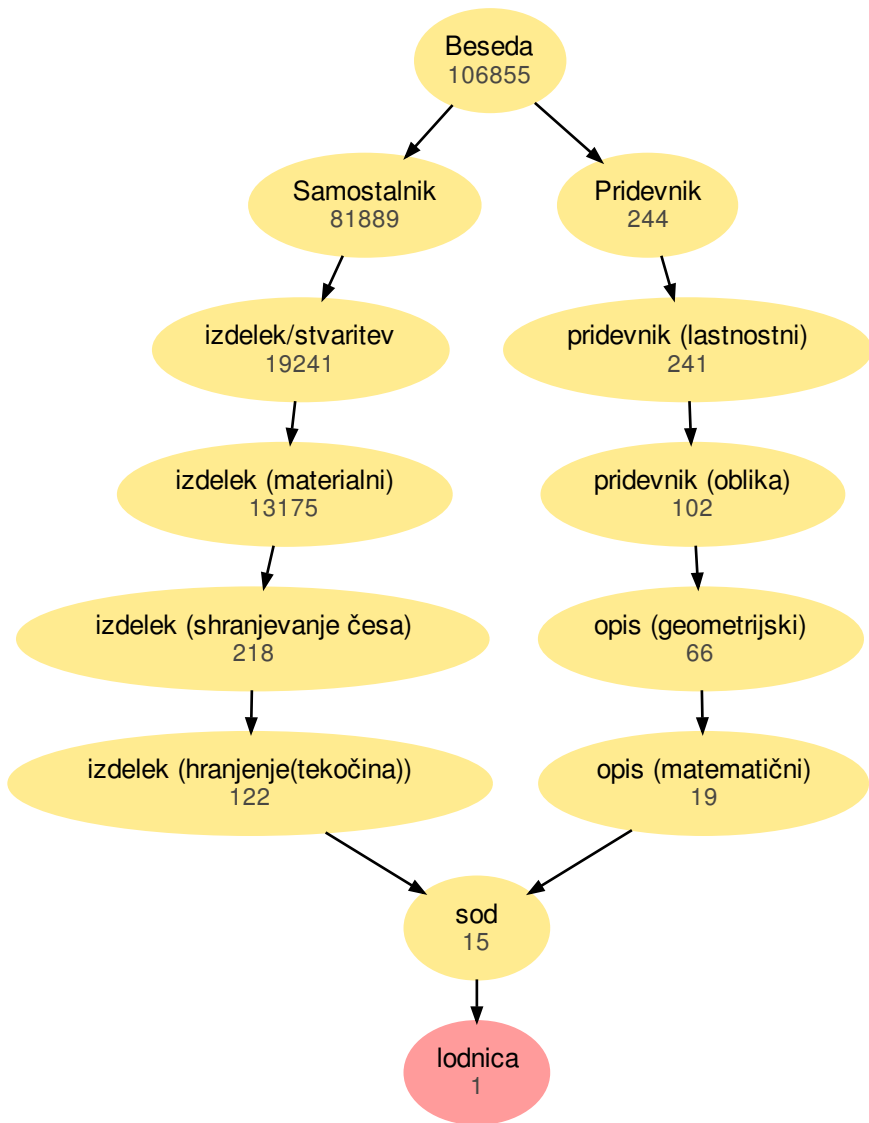 Beseda
106855
Samostalnik
81889
Pridevnik
244
izdelek/stvaritev
19241
pridevnik (lastnostni)
241
izdelek (materialni)
13175
pridevnik (oblika)
102
izdelek (shranjevanje česa)
218
opis (geometrijski)
66
izdelek (hranjenje(tekočina))
122
opis (matematični)
19
sod
15
lodnica
1